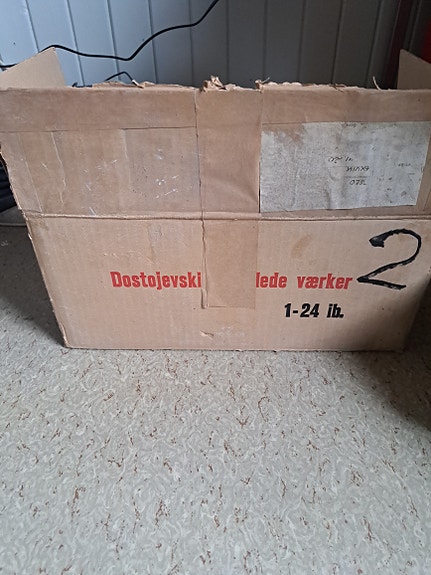 Dostojevski lede værker 2
1-24 ib.